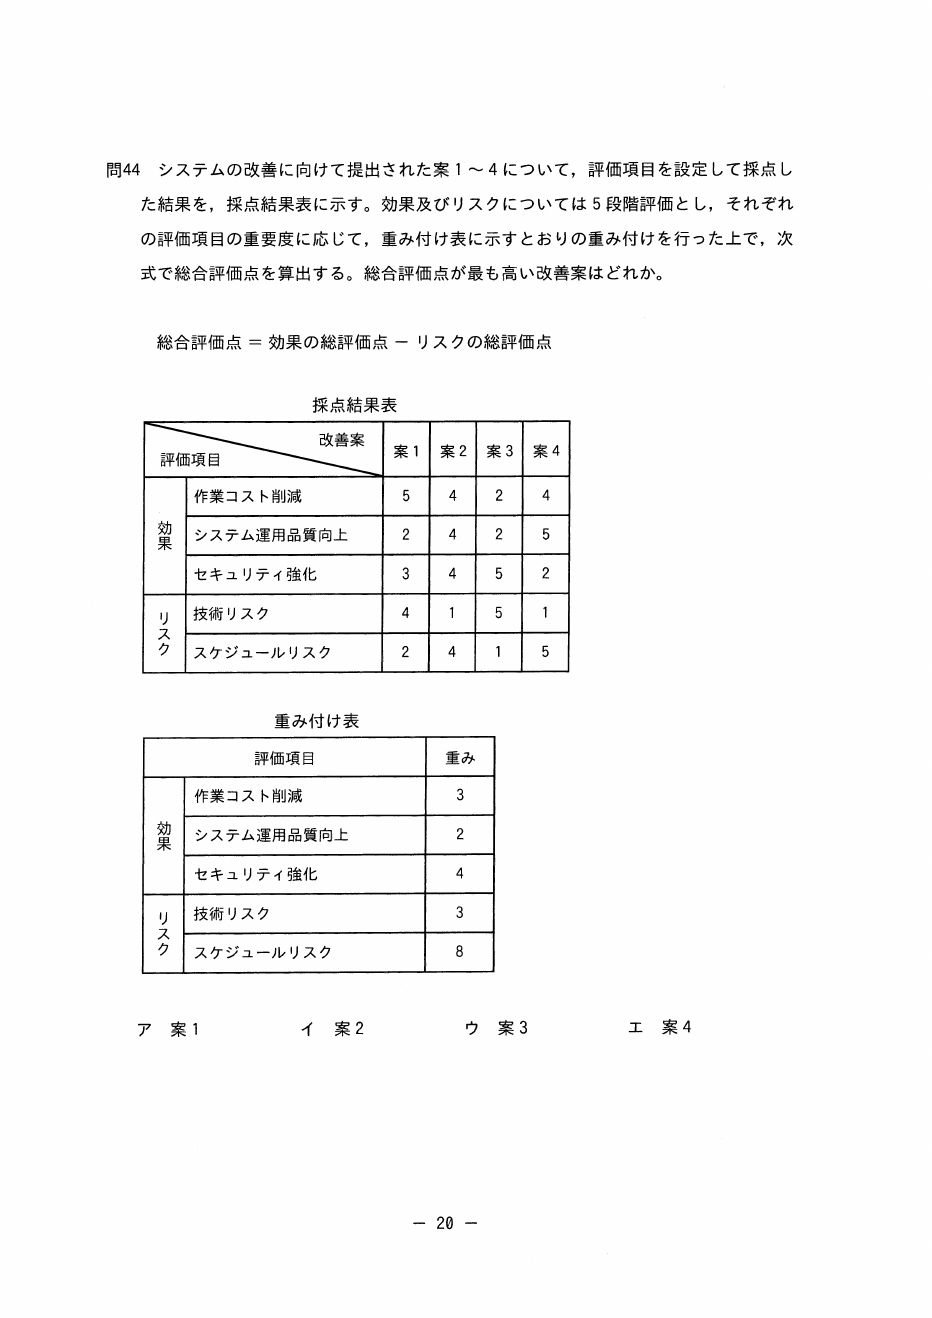 問44 システムの改善に向けて提出された案1～4について，評価項目を設定して採点し
た結果を，採点結果表に示す。効果及びリスクについては5段階評価とし，それぞれ
の評価項目の重要度に応じて，重み付け表に示すとおりの重み付けを行った上で，次
式で総合評価点を算出する。総合評価点が最も高い改善案はどれか。
総合評価点 ＝ 効果の総評価点 － リスクの総評価点
採点結果表
改善案
評価項目
案1 案2 案3 案4
効果
作業コスト削減 5 4 2 4
システム運用品質向上 2 4 2 5
セキュリティ強化 3 4 5 2
リスク
技術リスク 4 1 5 1
スケジュールリスク 2 4 1 5
重み付け表
評価項目 重み
効果
作業コスト削減 3
システム運用品質向上 2
セキュリティ強化 4
リスク
技術リスク 3
スケジュールリスク 8
ア 案1 イ 案2 ウ 案3 エ 案4
－ 20 －